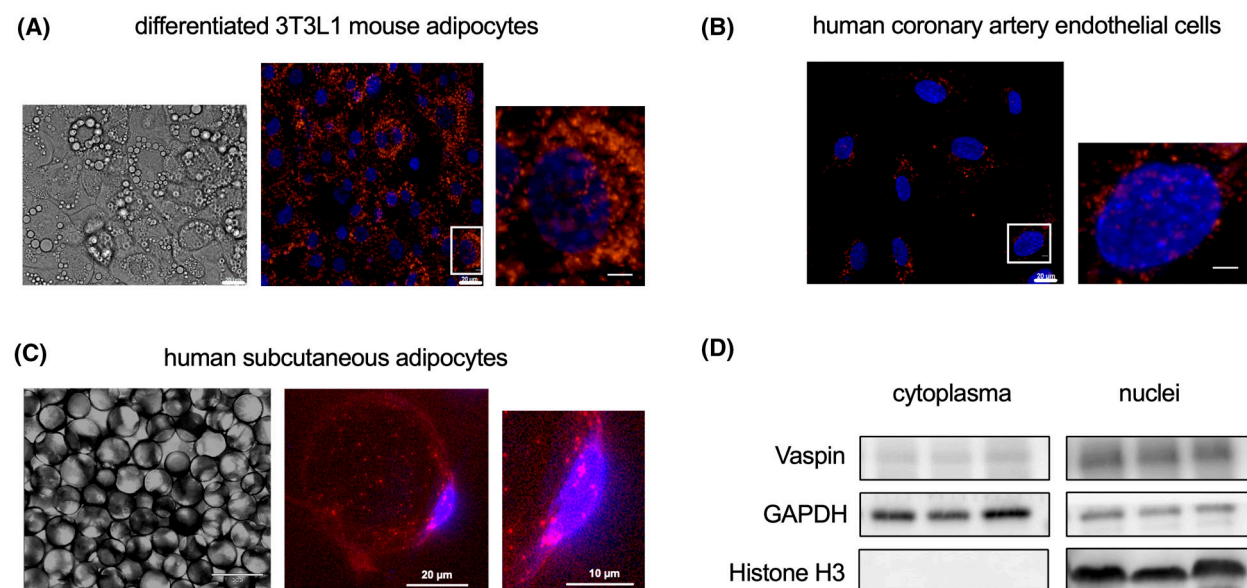 (A) differentiated 3T3L1 mouse adipocytes
20 µm
(B) human coronary artery endothelial cells
20 µm
(C) human subcutaneous adipocytes
20 µm
10 µm
(D)
cytoplasma nuclei
Vaspin
GAPDH
Histone H3